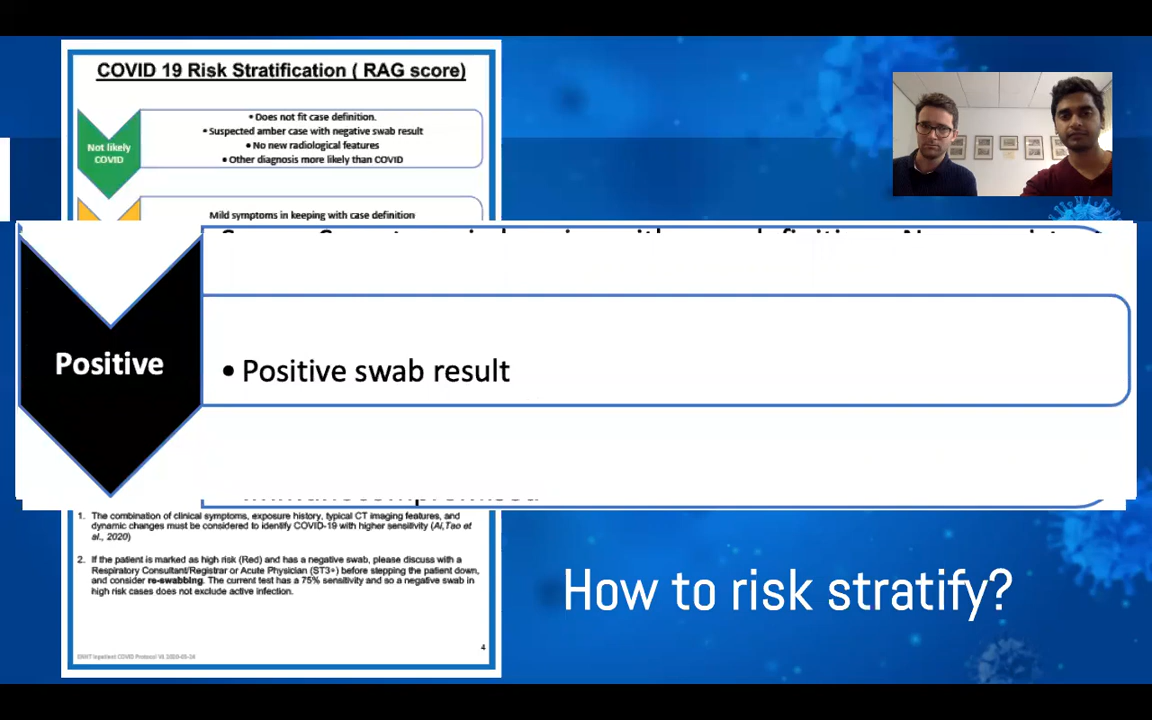 COVID 19 Risk Stratification ( RAG score)
Not likely
COVID
• Does not fit case definition.
• Suspected amber case with negative swab result
• No new radiological features
• Other diagnosis more likely than COVID
Mild symptoms in keeping with case definition
Positive
• Positive swab result
1. The combination of clinical symptoms, exposure history, typical CT imaging features, and
dynamic changes must be considered to identify COVID-19 with higher sensitivity (Ai,Tao et
al., 2020)
2. If the patient is marked as high risk (Red) and has a negative swab, please discuss with a
Respiratory Consultant/Registrar or Acute Physician (ST3+) before stepping the patient down,
and consider re-swabbing. The current test has a 75% sensitivity and so a negative swab in
high risk cases does not exclude active infection.
4
How to risk stratify?